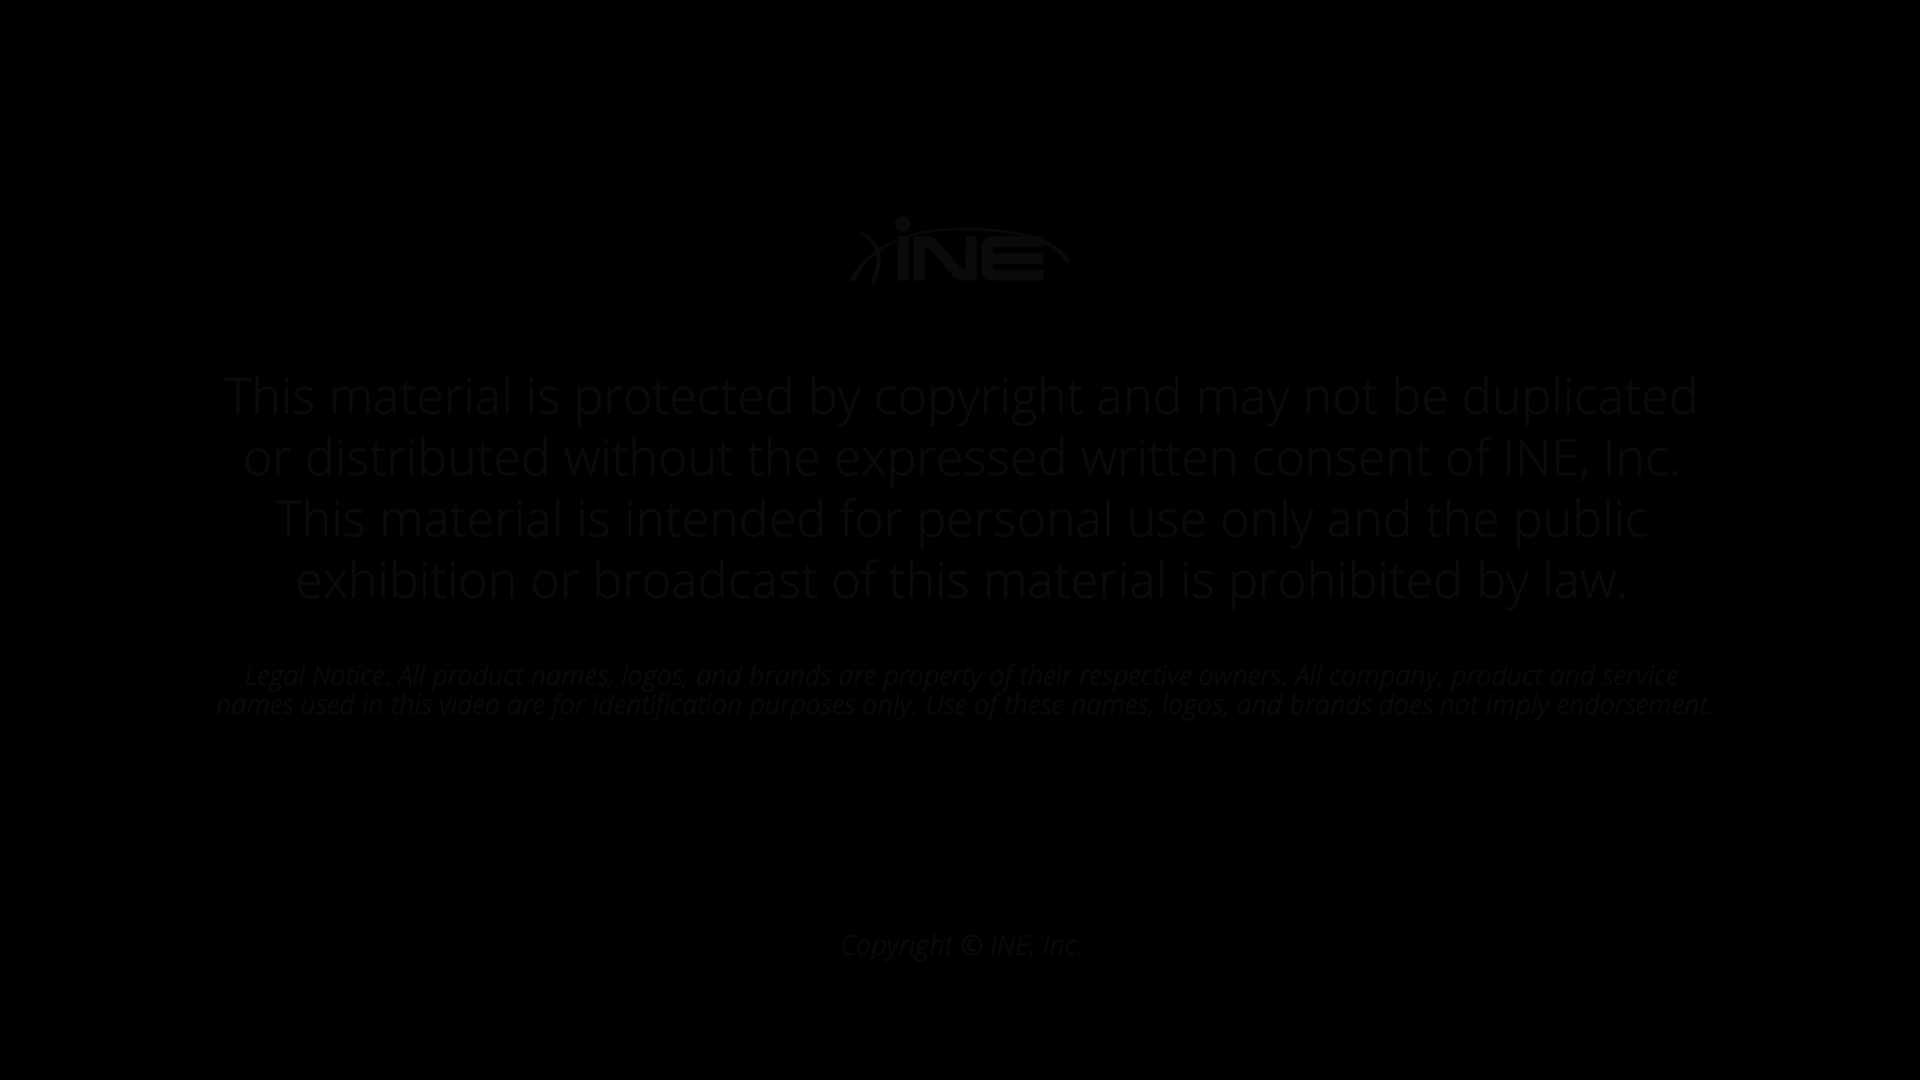 iNE
This material is protected by copyright and may not be duplicated
or distributed without the expressed written consent of INE, Inc.
This material is intended for personal use only and the public
exhibition or broadcast of this material is prohibited by law.
Legal Notice: All product names, logos, and brands are property of their respective owners. All company, product and service
names used in this video are for identification purposes only. Use of these names, logos, and brands does not imply endorsement.
Copyright © INE, Inc.